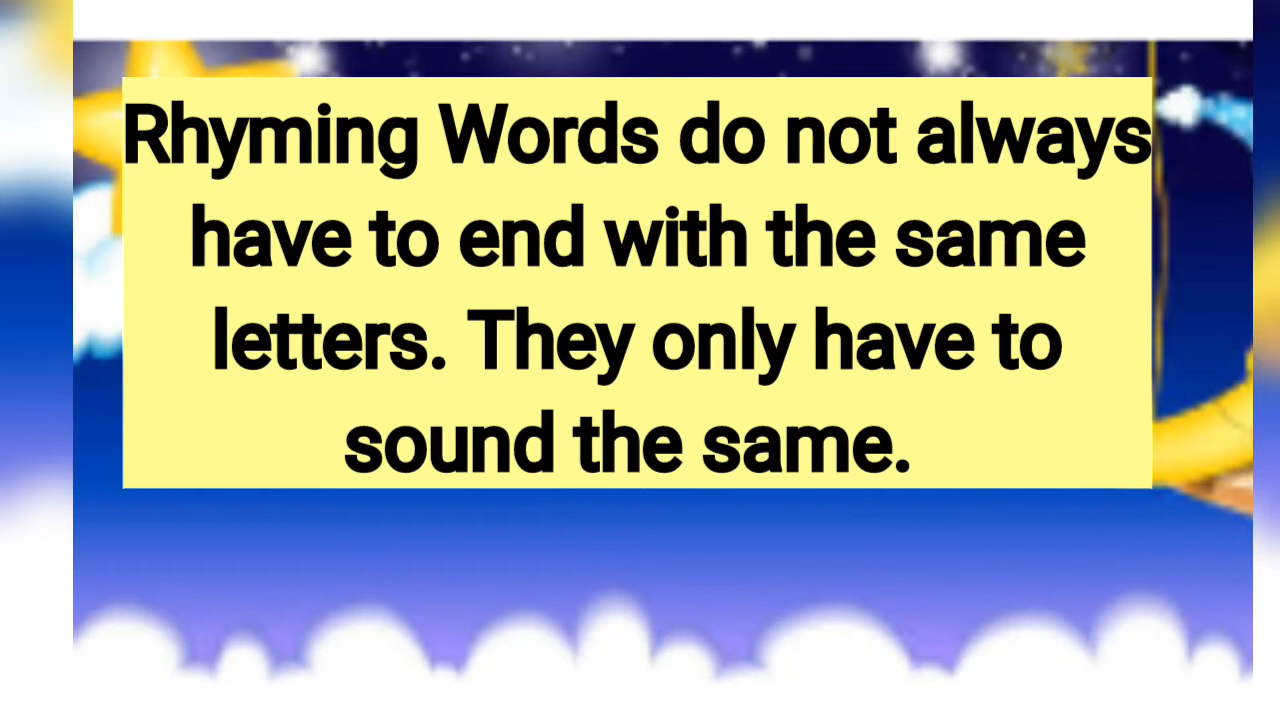 Rhyming Words do not always
have to end with the same
letters. They only have to
sound the same.